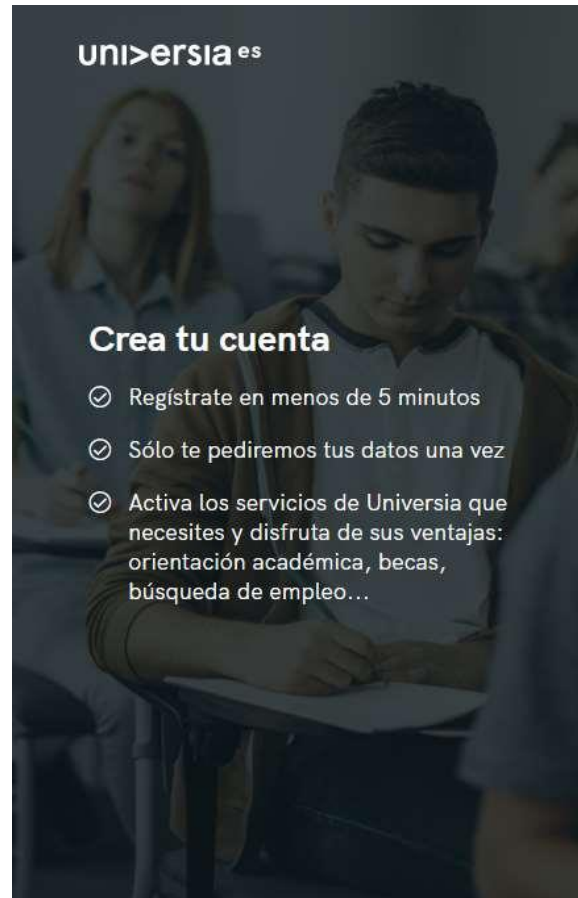 uni>ersia es
Crea tu cuenta
Regístrate en menos de 5 minutos
Sólo te pediremos tus datos una vez
Activa los servicios de Universia que
necesites y disfruta de sus ventajas:
orientación académica, becas,
búsqueda de empleo...